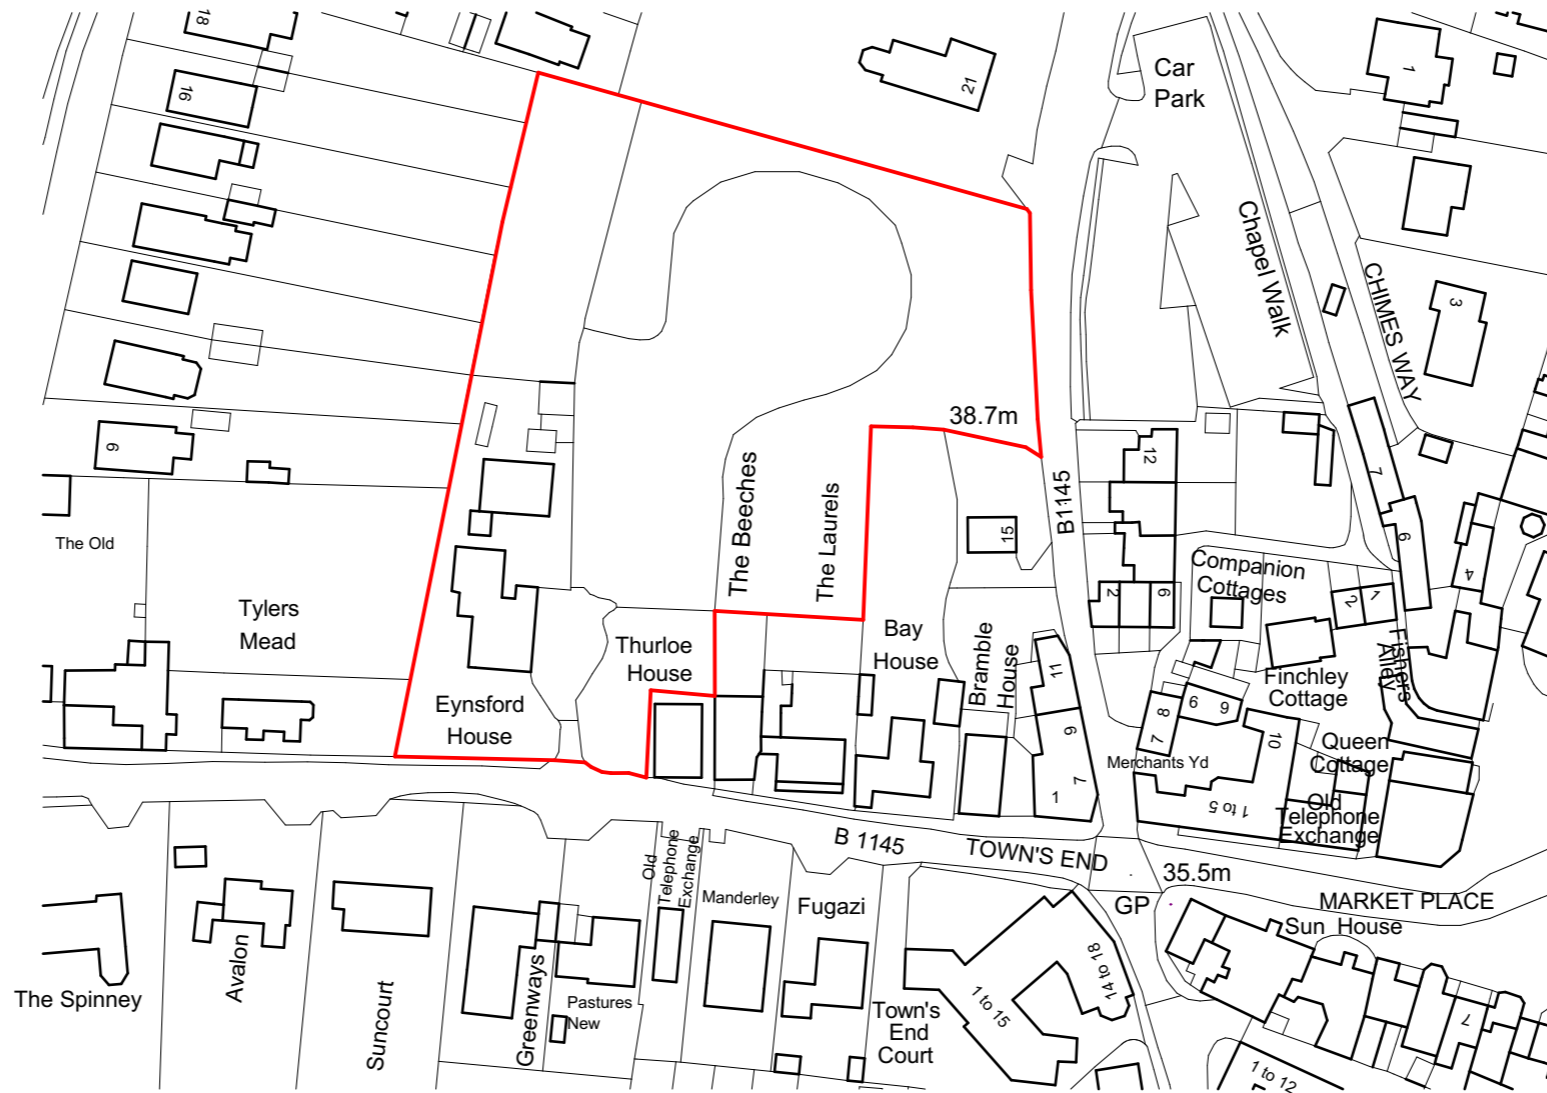 18
16
21
Car
Park
1
Chapel Walk
CHIMES WAY
3
38.7m
6
12
7
B1145
The Beeches
The Laurels
15
6
4
The Old
Companion
Cottages
2
6
2
1
Tylers
Mead
Thurloe
House
Bay
House
Bramble
House
11
Fishers
Alley
Finchley
Cottage
Eynsford
House
8
6
9
7
10
9
7
1
Merchants Yd
Queen
Cottage
1 to 5
Old
Telephone
Exchange
B 1145
TOWN'S END
35.5m
MARKET PLACE
GP
Sun House
Old
Telephone
Exchange
Manderley
Fugazi
Avalon
The Spinney
Suncourt
Greenways
Pastures
New
Town's
End
Court
1 to 15
14 to 18
7
1 to 12